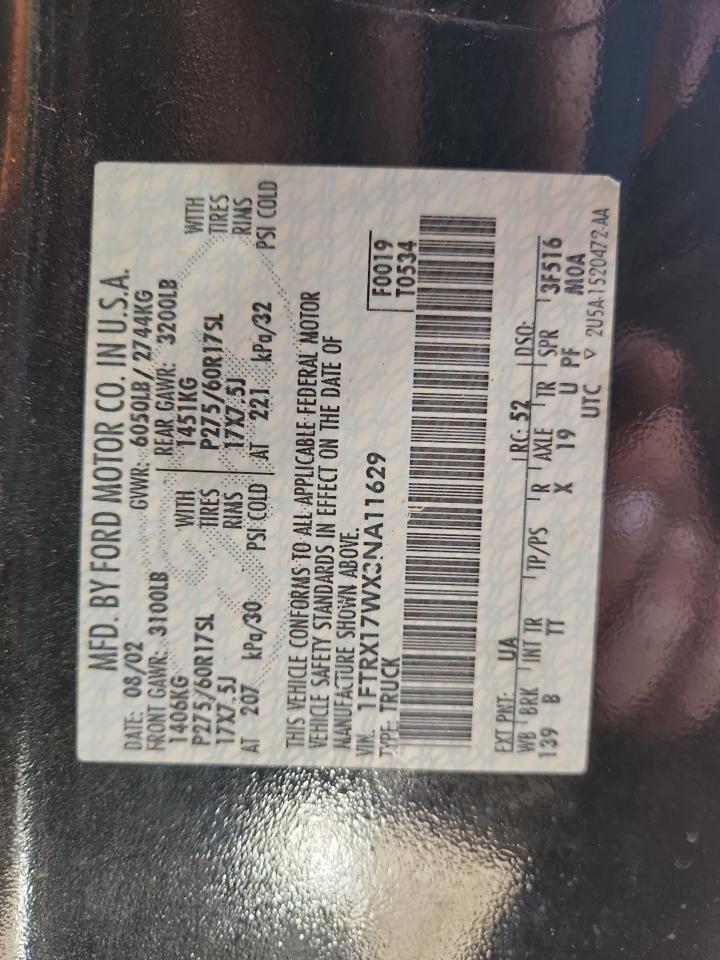 MFD. BY FORD MOTOR CO. IN U.S.A.
DATE: 08/02 GVWR: 6050LB/ 2744KG
FRONT GAWR: 3100LB REAR GAWR: 3200LB
1406KG WITH 1451KG WITH
P275/60R17SL TIRES P275/60R17SL TIRES
17X7.5J RIMS 17X7.5J RIMS
AT 207 kPa/30 PSI COLD AT 221 kPa/32 PSI COLD
THIS VEHICLE CONFORMS TO ALL APPLICABLE FEDERAL MOTOR
VEHICLE SAFETY STANDARDS IN EFFECT ON THE DATE OF
MANUFACTURE SHOWN ABOVE.
VIN: 1FTRX17WX3NA11629 F0019
TYPE: TRUCK T0534
EXT PNT: UA RC: 52 DSO:
WB BRK INT TR TP/PS R AXLE TR SPR 3F516
139 B TT X 19 U PF M0A
UTC ▽ 2U5A-1520472-AA